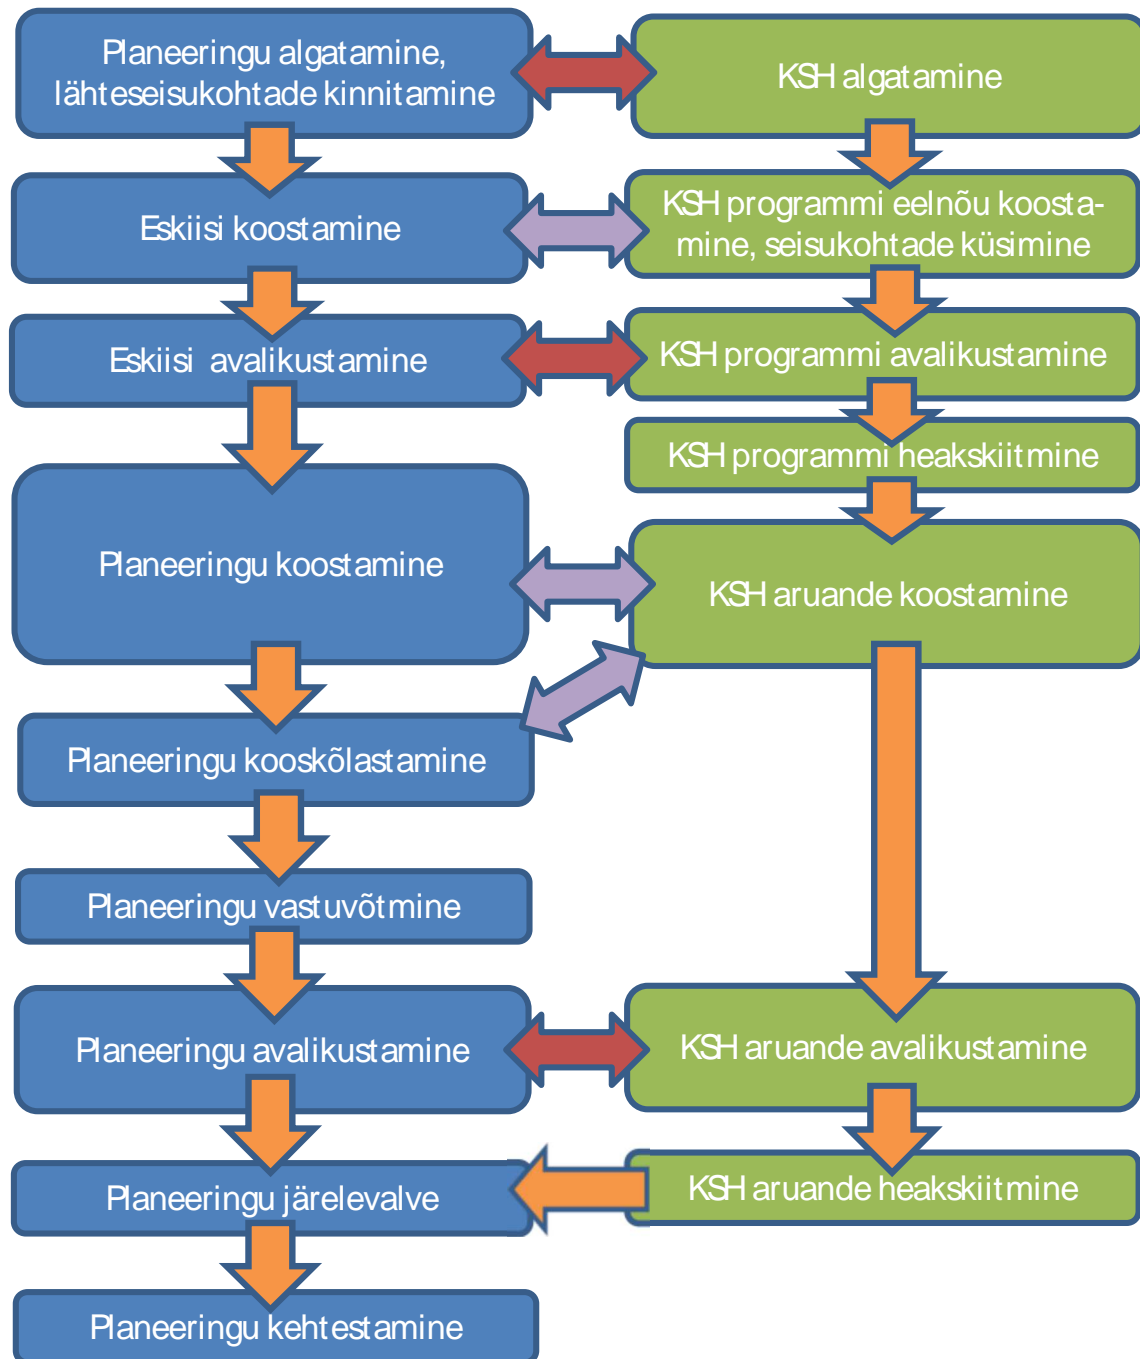 Planeeringu algatamine,
lähteseisukohtade kinnitamine
KSH algatamine
Eskiisi koostamine
KSH programmi eelnõu koosta-
mine, seisukohtade küsimine
Eskiisi avalikustamine
KSH programmi avalikustamine
KSH programmi heakskiitmine
Planeeringu koostamine
KSH aruande koostamine
Planeeringu kooskõlastamine
Planeeringu vastuvõtmine
Planeeringu avalikustamine
KSH aruande avalikustamine
Planeeringu järelevalve
KSH aruande heakskiitmine
Planeeringu kehtestamine